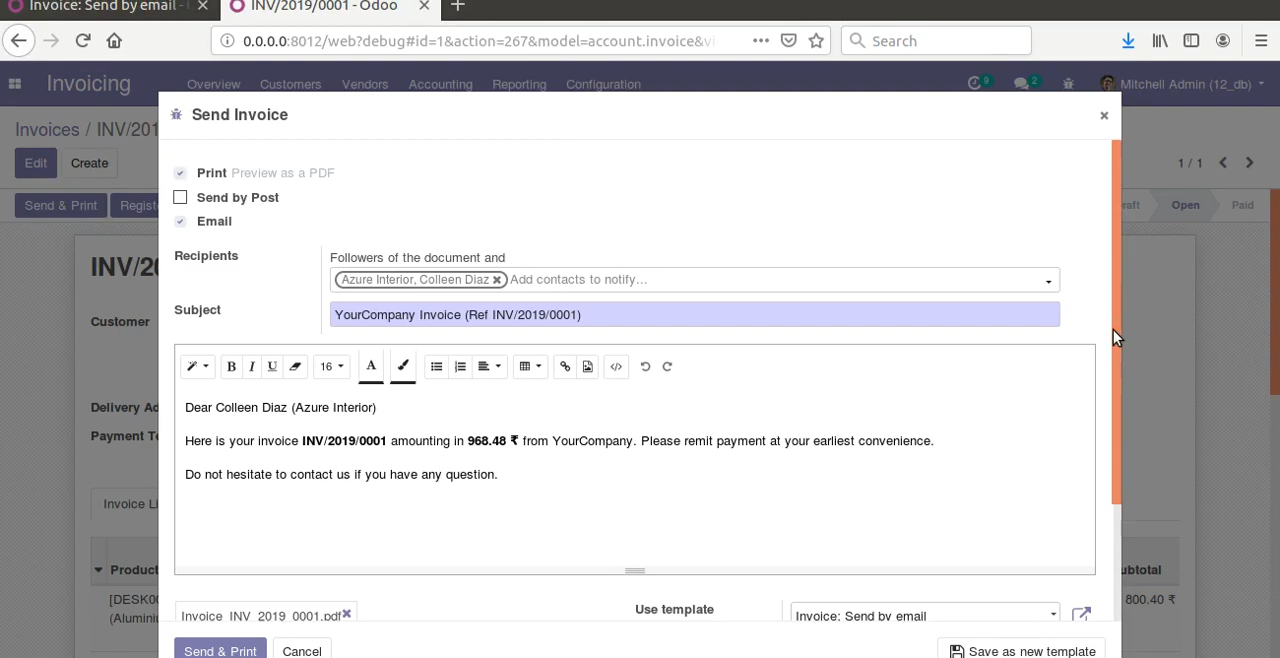 Invoice: Send by email -
INV/2019/0001 - Odoo
0.0.0.0:8012/web?debug#id=1&action=267&model=account.invoice&vi
Search
Invoicing Overview Customers Vendors Accounting Reporting Configuration 9 2 Mitchell Admin (12_db)
Send Invoice
Invoices / INV/201
Edit Create
1 / 1
Send & Print Registe
raft Open Paid
Print Preview as a PDF
Send by Post
Email
Recipients
Followers of the document and
Azure Interior, Colleen Diaz Add contacts to notify...
INV/20
Subject
YourCompany Invoice (Ref INV/2019/0001)
Customer
B I U 16 A
Dear Colleen Diaz (Azure Interior)
Delivery Ad
Payment Te
Here is your invoice INV/2019/0001 amounting in 968.48 ₹ from YourCompany. Please remit payment at your earliest convenience.
Do not hesitate to contact us if you have any question.
Invoice Li
Product
ubtotal
[DESK00
(Aluminiu
800.40 ₹
Invoice_INV_2019_0001.pdf
Use template
Invoice: Send by email
Send & Print Cancel
Save as new template